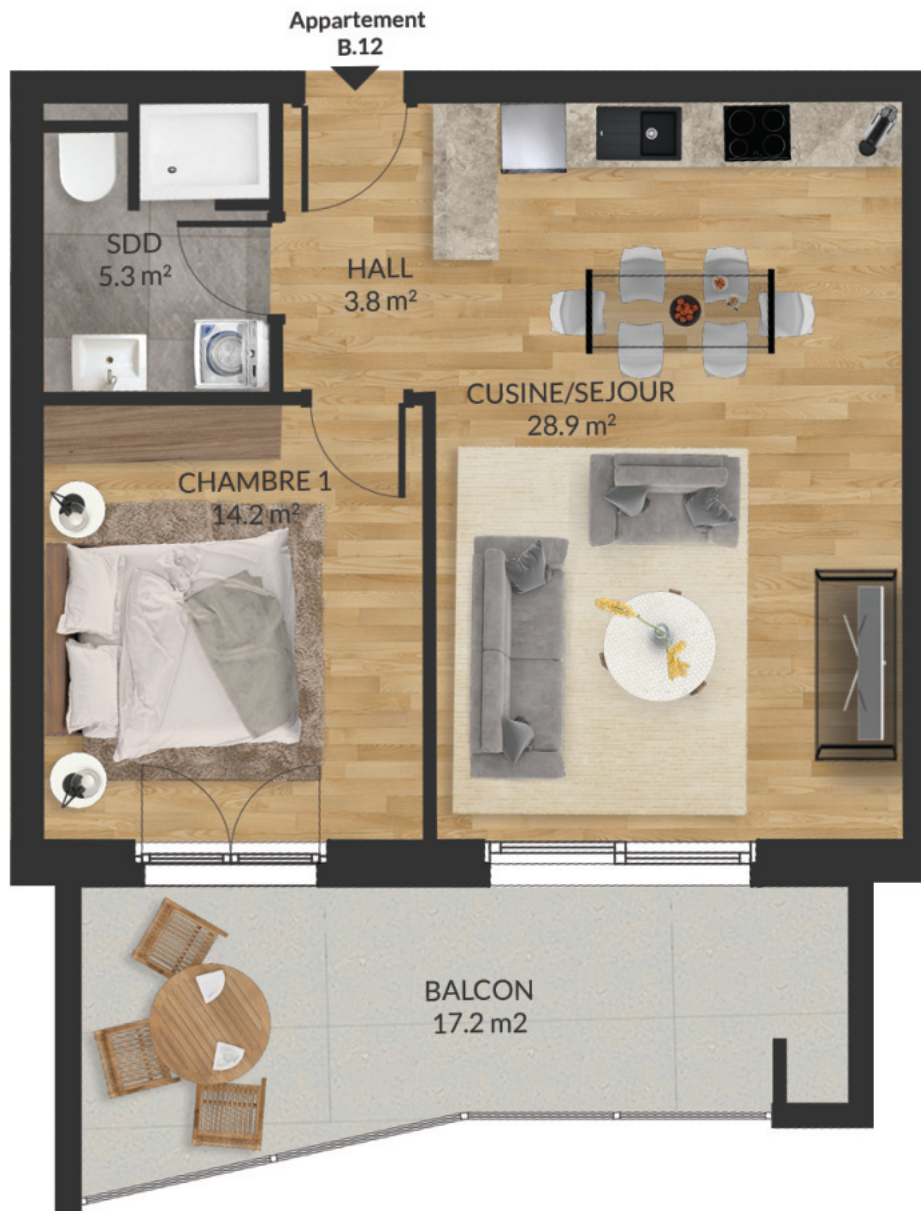 Appartement
B.12
SDD
5.3 m²
HALL
3.8 m²
CUSINE/SEJOUR
28.9 m²
CHAMBRE 1
14.2 m²
BALCON
17.2 m2